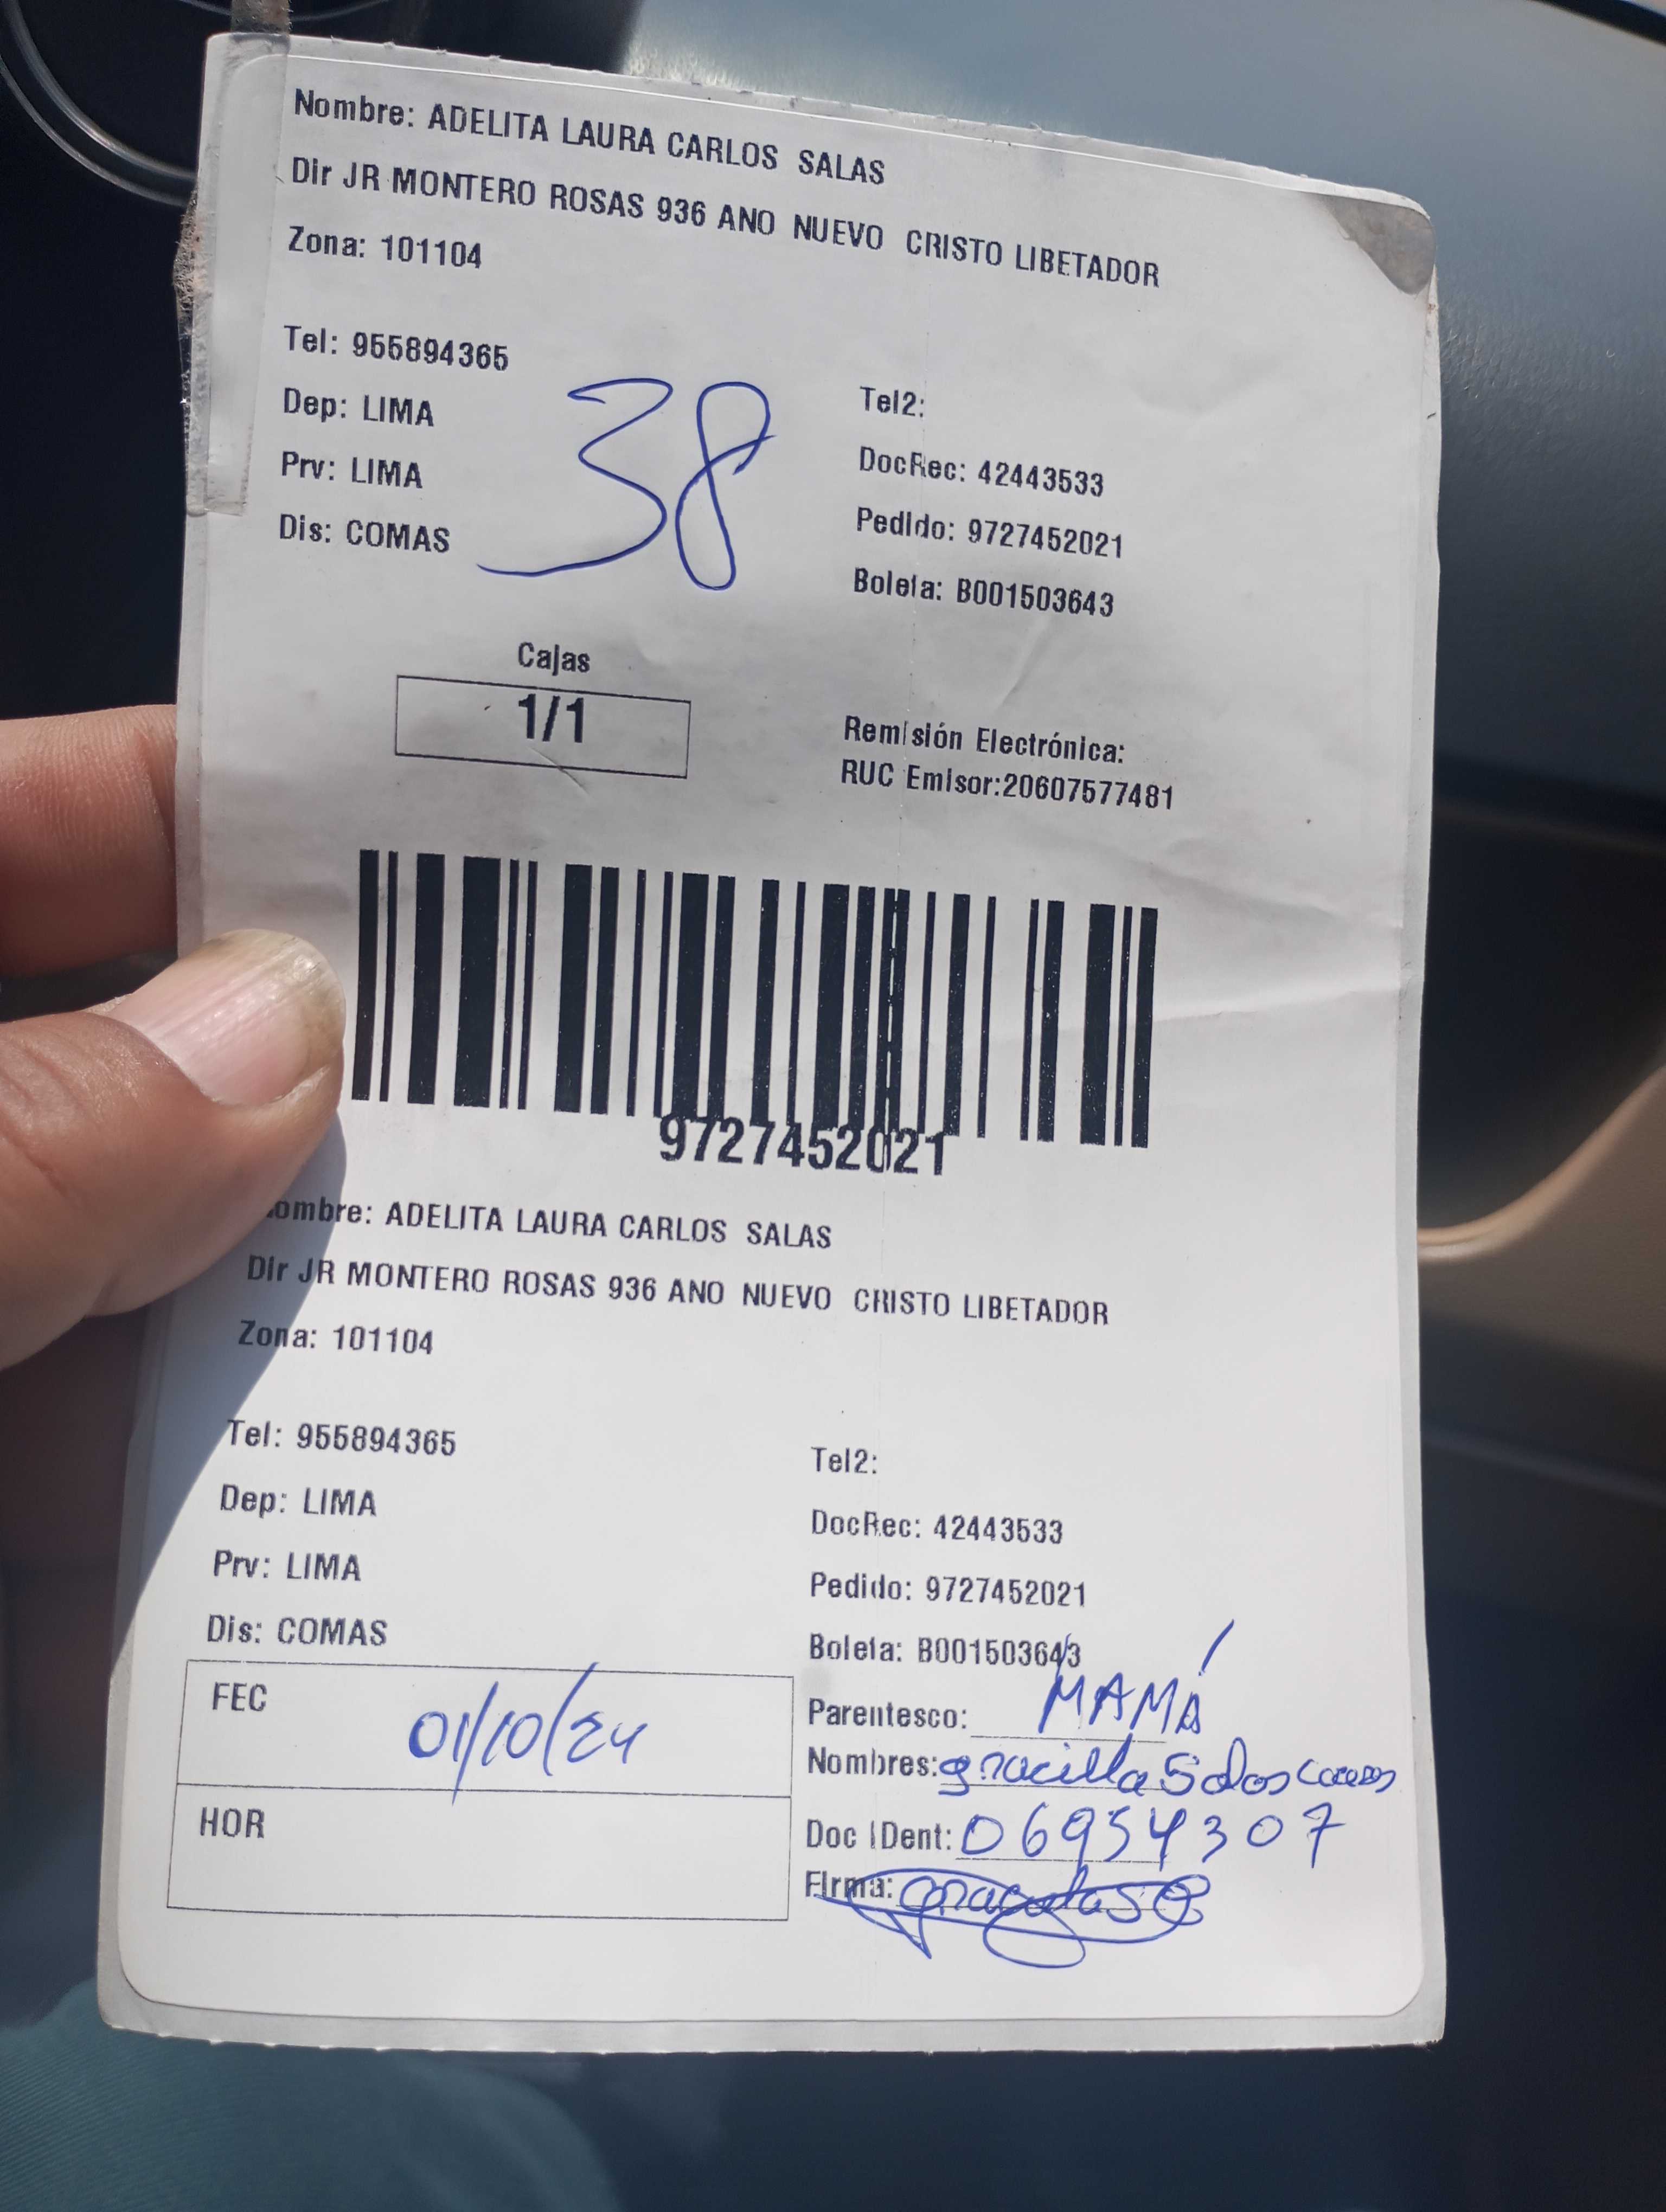 Nombre: ADELITA LAURA CARLOS SALAS
Dir JR MONTERO ROSAS 936 ANO NUEVO CRISTO LIBETADOR
Zona: 101104
Tel: 955894365
Tel2:
Dep: LIMA
38
DocRec: 42443533
Prv: LIMA
Pedido: 9727452021
Dis: COMAS
Boleta: B001503643
Cajas
1/1
Remisión Electrónica:
RUC Emisor:20607577481
9727452021
ombre: ADELITA LAURA CARLOS SALAS
Dir JR MONTERO ROSAS 936 ANO NUEVO CRISTO LIBETADOR
Zona: 101104
Tel: 955894365
Tel2:
Dep: LIMA
DocRec: 42443533
Prv: LIMA
Pedido: 9727452021
Dis: COMAS
Boleta: B001503643
FEC 01/10/24
Parentesco: MAMÁ
Nombres: gracilla
HOR
Doc IDent: 06954307
Firma: